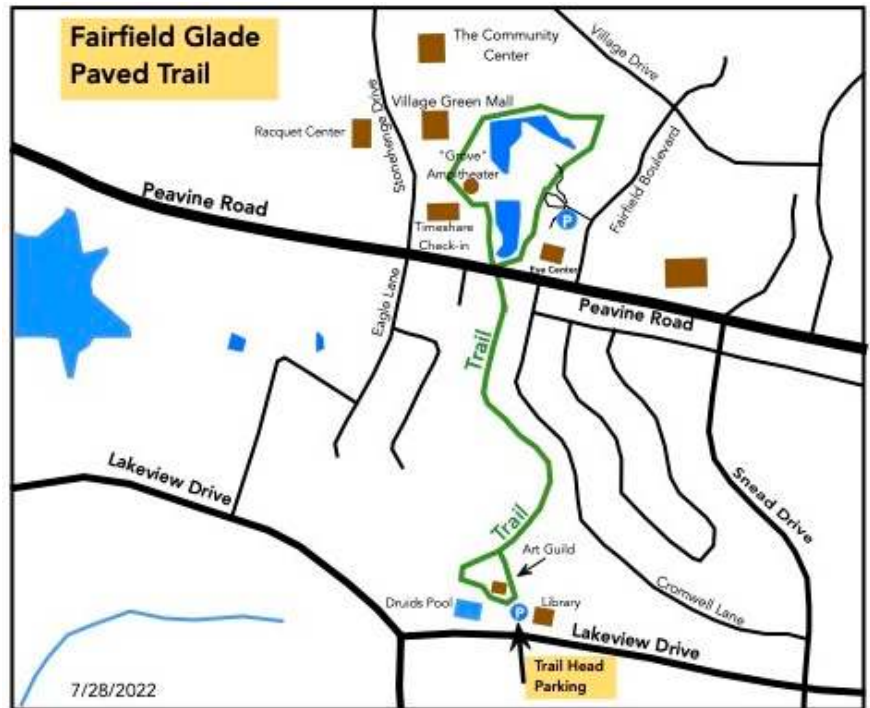 Fairfield Glade
Paved Trail
The Community
Center
Village Drive
Stonehenge Drive
Village Green Mall
Racquet Center
"Grove"
Ampitheater
Fairfield Boulevard
Peavine Road
P
Timeshare
Check-in
Eye Center
Eagle Lane
Peavine Road
Trail
Lakeview Drive
Snead Drive
Trail
Art Guild
Cromwell Lane
Druids Pool
P
Library
Lakeview Drive
Trail Head
Parking
7/28/2022